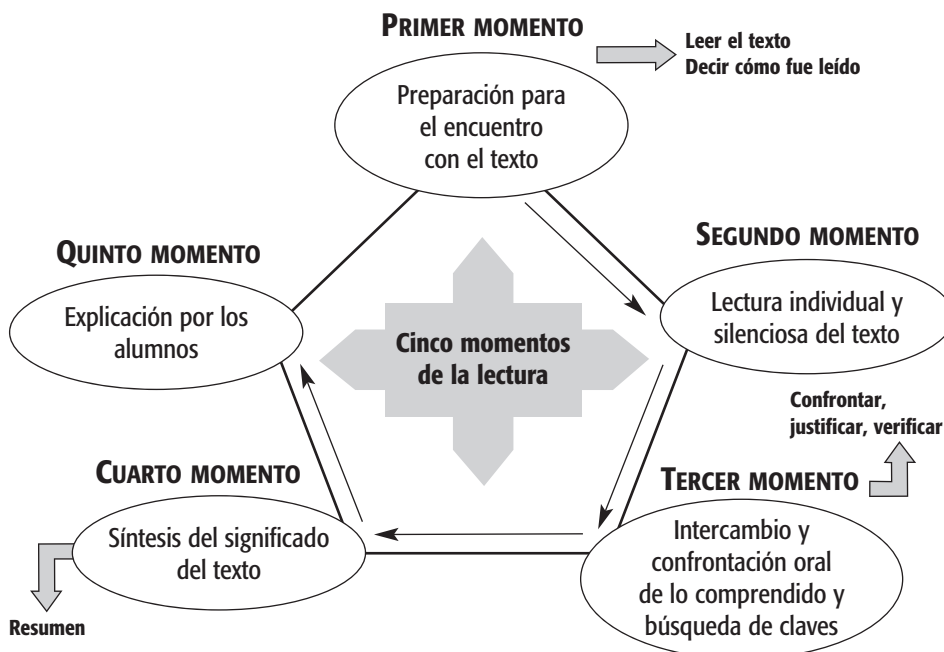 PRIMER MOMENTO
Leer el texto
Decir cómo fue leído
Preparación para
el encuentro
con el texto
SEGUNDO MOMENTO
Lectura individual y
silenciosa del texto
Confrontar,
justificar, verificar
TERCER MOMENTO
Intercambio y
confrontación oral
de lo comprendido y
búsqueda de claves
CUARTO MOMENTO
Síntesis del significado
del texto
Resumen
QUINTO MOMENTO
Explicación por los
alumnos
Cinco momentos
de la lectura